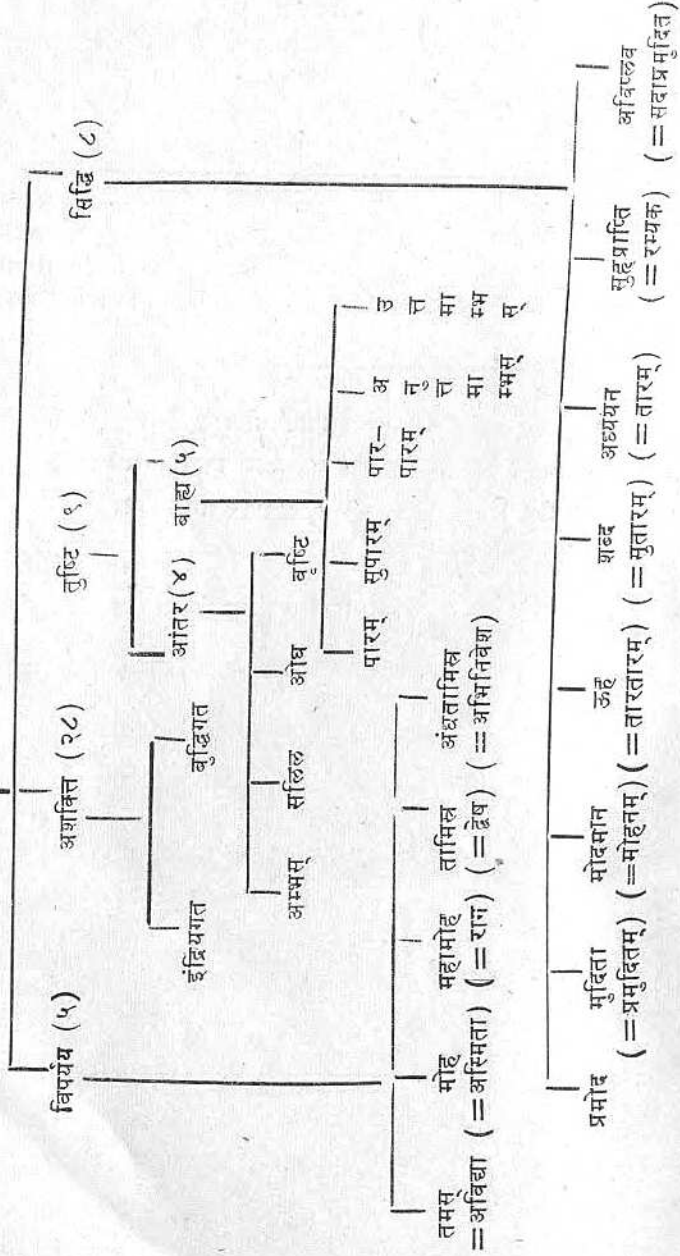 विपर्यय (५) अशक्ति (२८) तुष्टि (९) सिद्धि (८)
इंद्रियगत बुद्धिगत आंतर(४) बाह्य (५)
अम्भस् सलिल ओघ वृष्टि
पारम् सुपारम् पार- अ उ
पारम् नु त
त मा
मा म्भ
म्भस् स्
तमस् मोह महामोह तामिस्र अंधतामिस्र
=अविद्या (=अस्मिता) (=राग) (=द्वेष) (=अभिनिवेश)
प्रमोद मुदिता मोदमान ऊह शब्द अध्ययन सुहृप्राप्ति अविप्लव
(=प्रमुदितम्) (=मोहनम्) (=तारतारम्) (=सुतारम्) (=तारम्) (=रम्यक) (=सदाप्रमुदित)